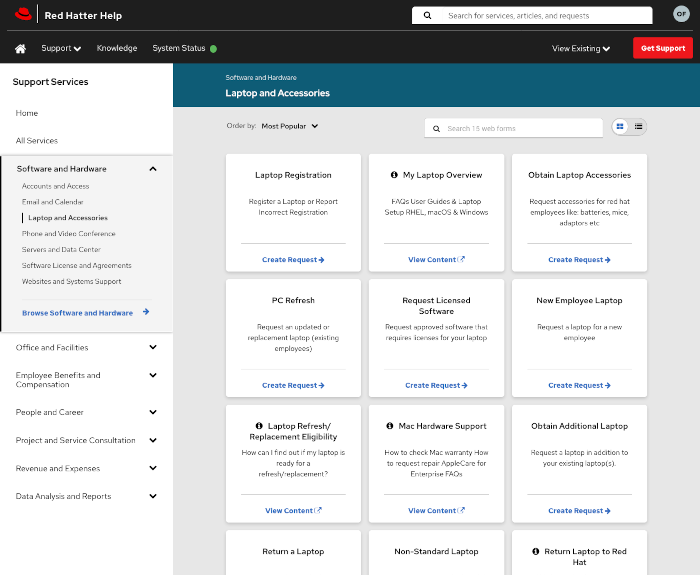 Red Hatter Help
Search for services, articles, and requests
OF
Support
Knowledge
System Status
View Existing
Get Support
Support Services
Home
All Services
Software and Hardware
Accounts and Access
Email and Calendar
Laptop and Accessories
Phone and Video Conference
Servers and Data Center
Software License and Agreements
Websites and Systems Support
Browse Software and Hardware
Office and Facilities
Employee Benefits and
Compensation
People and Career
Project and Service Consultation
Revenue and Expenses
Data Analysis and Reports
Software and Hardware
Laptop and Accessories
Order by: Most Popular
Search 15 web forms
Laptop Registration
Register a Laptop or Report
Incorrect Registration
Create Request
My Laptop Overview
FAQs User Guides & Laptop
Setup RHEL, macOS & Windows
View Content
Obtain Laptop Accessories
Request accessories for red hat
employees like: batteries, mice,
adaptors etc
Create Request
PC Refresh
Request an updated or
replacement laptop (existing
employees)
Create Request
Request Licensed
Software
Request approved software that
requires licenses for your laptop
Create Request
New Employee Laptop
Request a laptop for a new
employee
Create Request
Laptop Refresh/
Replacement Eligibility
How can I find out if my laptop is
ready for a
refresh/replacement?
View Content
Mac Hardware Support
How to check Mac warranty How
to request repair AppleCare for
Enterprise FAQs
View Content
Obtain Additional Laptop
Request a laptop in addition to
your existing laptop(s).
Create Request
Return a Laptop
Non-Standard Laptop
Return Laptop to Red
Hat